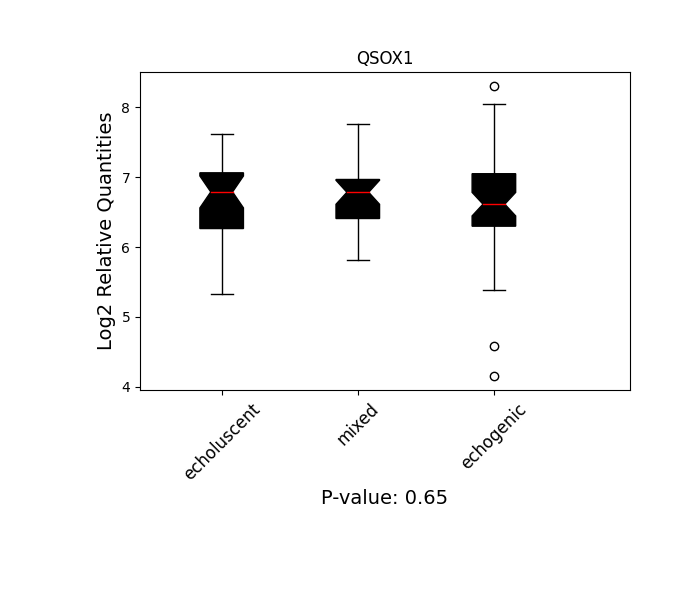 QSOX1
Log2 Relative Quantities
8
7
6
5
4
echoluscent
mixed
echogenic
P-value: 0.65